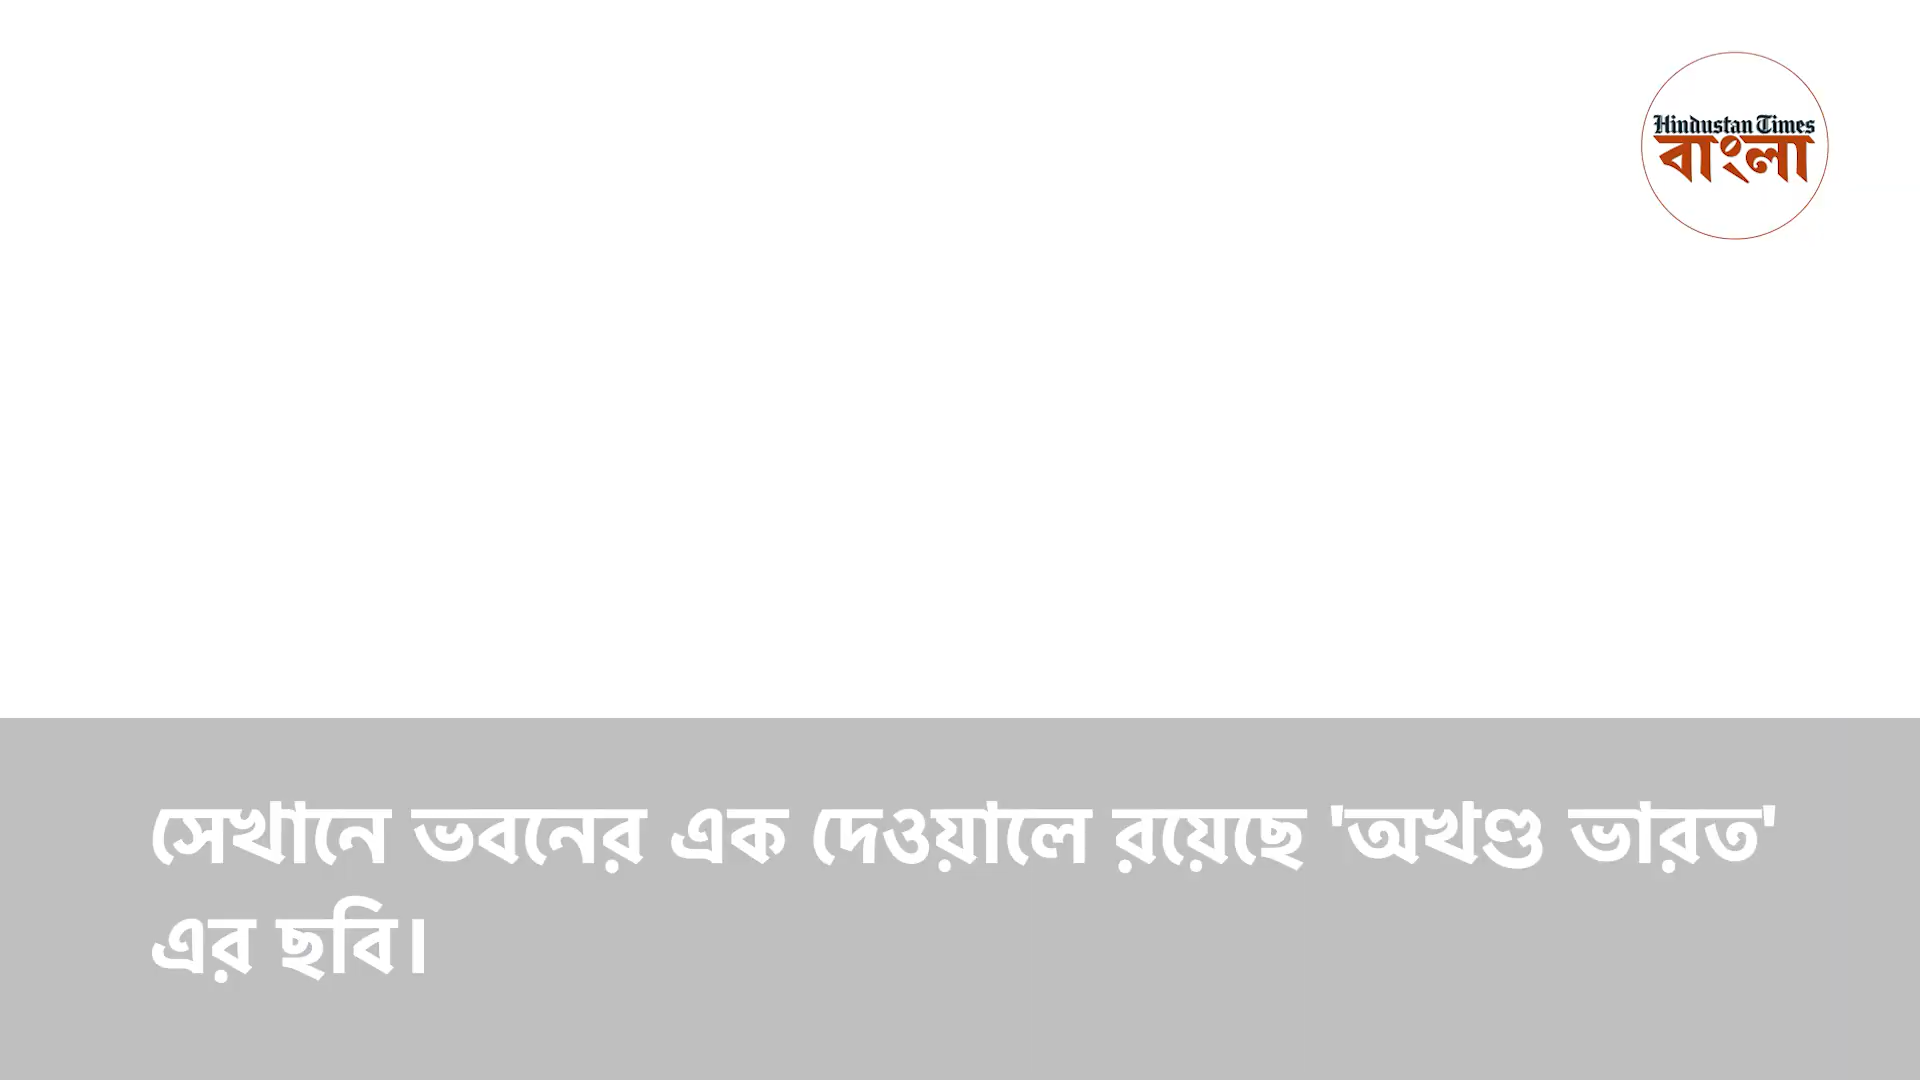 Hindustan Times
বাংলা
সেখানে ভবনের এক দেওয়ালে রয়েছে 'অখণ্ড ভারত'
এর ছবি।